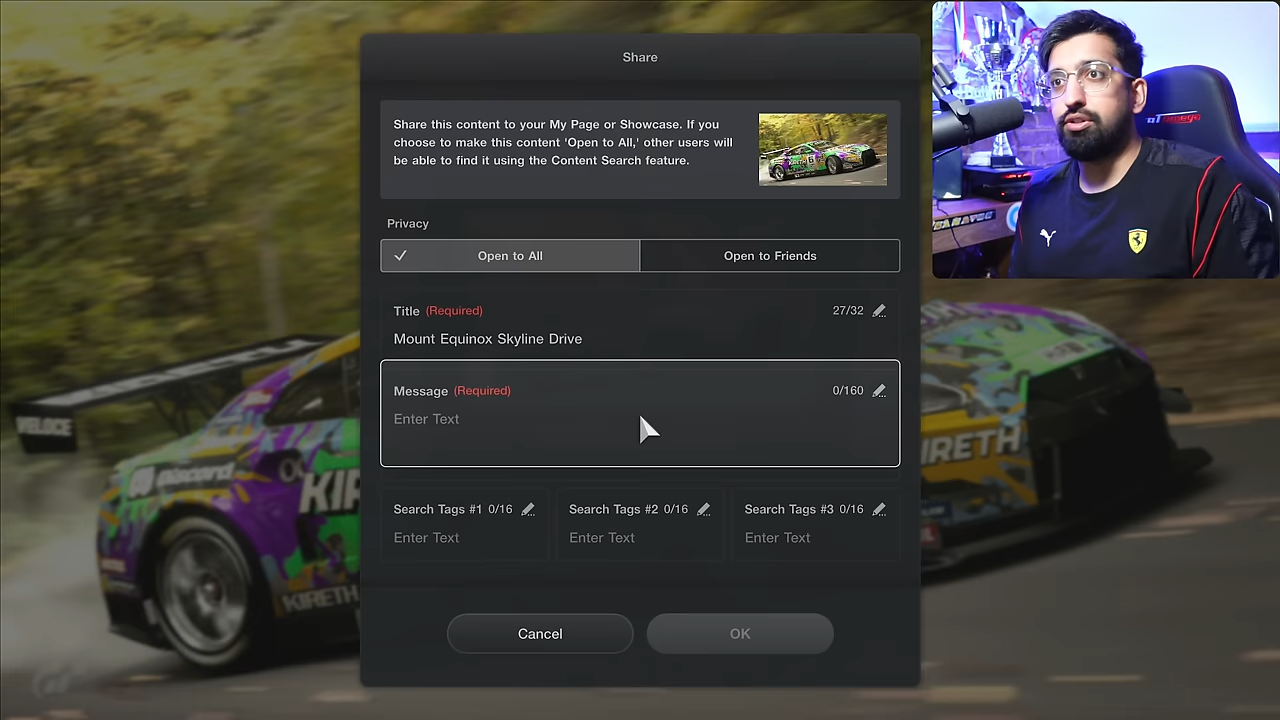 Share
Share this content to your My Page or Showcase. If you
choose to make this content 'Open to All,' other users will
be able to find it using the Content Search feature.
Privacy
Open to All
Open to Friends
Title (Required) 27/32
Mount Equinox Skyline Drive
Message (Required) 0/160
Enter Text
Search Tags #1 0/16
Search Tags #2 0/16
Search Tags #3 0/16
Enter Text
Enter Text
Enter Text
Cancel
OK
VELOCE
Discord
KIRETH
KIRETH
GT Omega